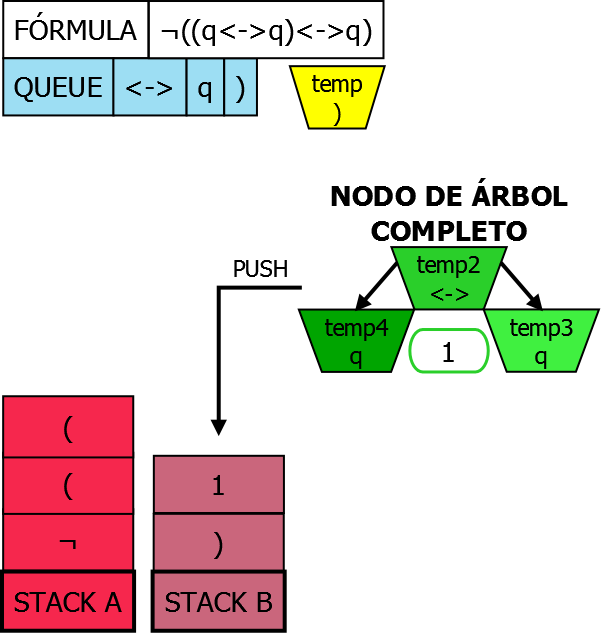 FÓRMULA ¬((q<->q)<->q)
QUEUE <-> q )
temp
)
NODO DE ÁRBOL
COMPLETO
PUSH
temp2
<->
temp4
q
1
temp3
q
(
(
¬
STACK A
1
)
STACK B